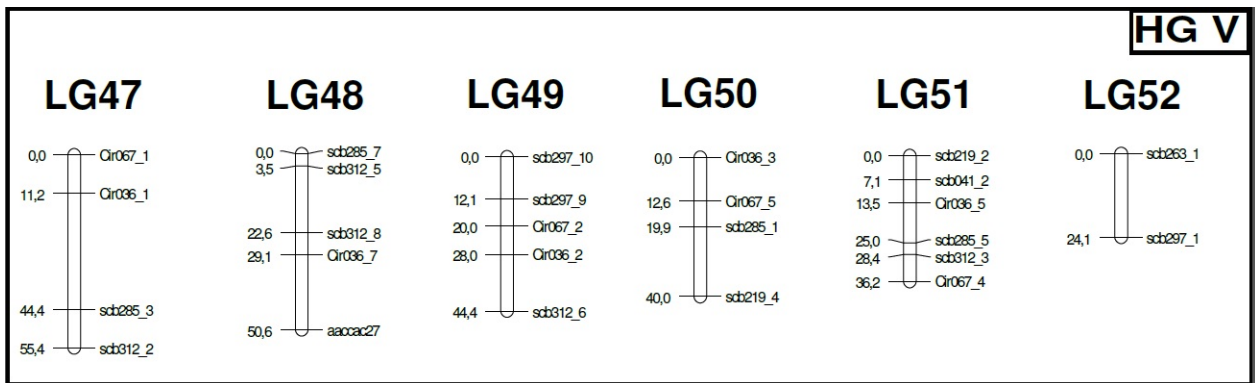 HG V
LG47
0,0 Cir067_1
11,2 Cir036_1
44,4 scb285_3
55,4 scb312_2
LG48
0,0 scb285_7
3,5 scb312_5
22,6 scb312_8
29,1 Cir036_7
50,6 aaccac27
LG49
0,0 scb297_10
12,1 scb297_9
20,0 Cir067_2
28,0 Cir036_2
44,4 scb312_6
LG50
0,0 Cir036_3
12,6 Cir067_5
19,9 scb285_1
40,0 scb219_4
LG51
0,0 scb219_2
7,1 scb041_2
13,5 Cir036_5
25,0 scb285_5
28,4 scb312_3
36,2 Cir067_4
LG52
0,0 scb263_1
24,1 scb297_1